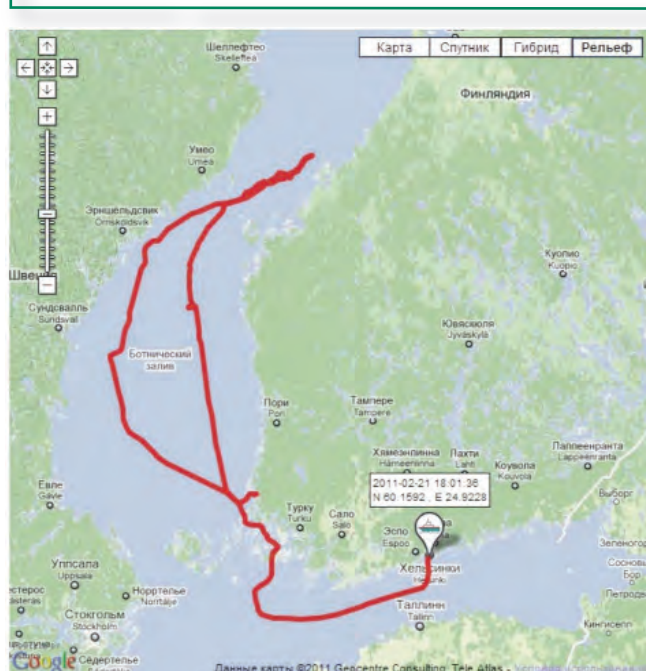 Шеллефтео
Skellefteå
Карта Спутник Гибрид Рельеф
Финляндия
Умео
Umeå
Эрншельдсвик
Örnsköldsvik
Куопио
Kuopio
Сундсвалль
Sundsvall
Ювяскюля
Jyväskylä
Ботнический
залив
Пори
Pori
Тампере
Tampere
Хямеэнлинна
Hämeenlinna
Лахти
Lahti
Коувола
Kouvola
Лаппеенранта
Lappeenranta
2011-02-21 18:01:36
N 60.1592 , E 24.9228
Евле
Gävle
Турку
Turku
Сало
Salo
Эспо
Espoo
Выборг
Хельсинки
Helsinki
Уппсала
Uppsala
Норртелье
Norrtälje
Стокгольм
Stockholm
Таллинн
Tallinn
Кингисепп
Сёдертелье
Google
Данные карты ©2011 Geocentre Consulting, Tele Atlas -